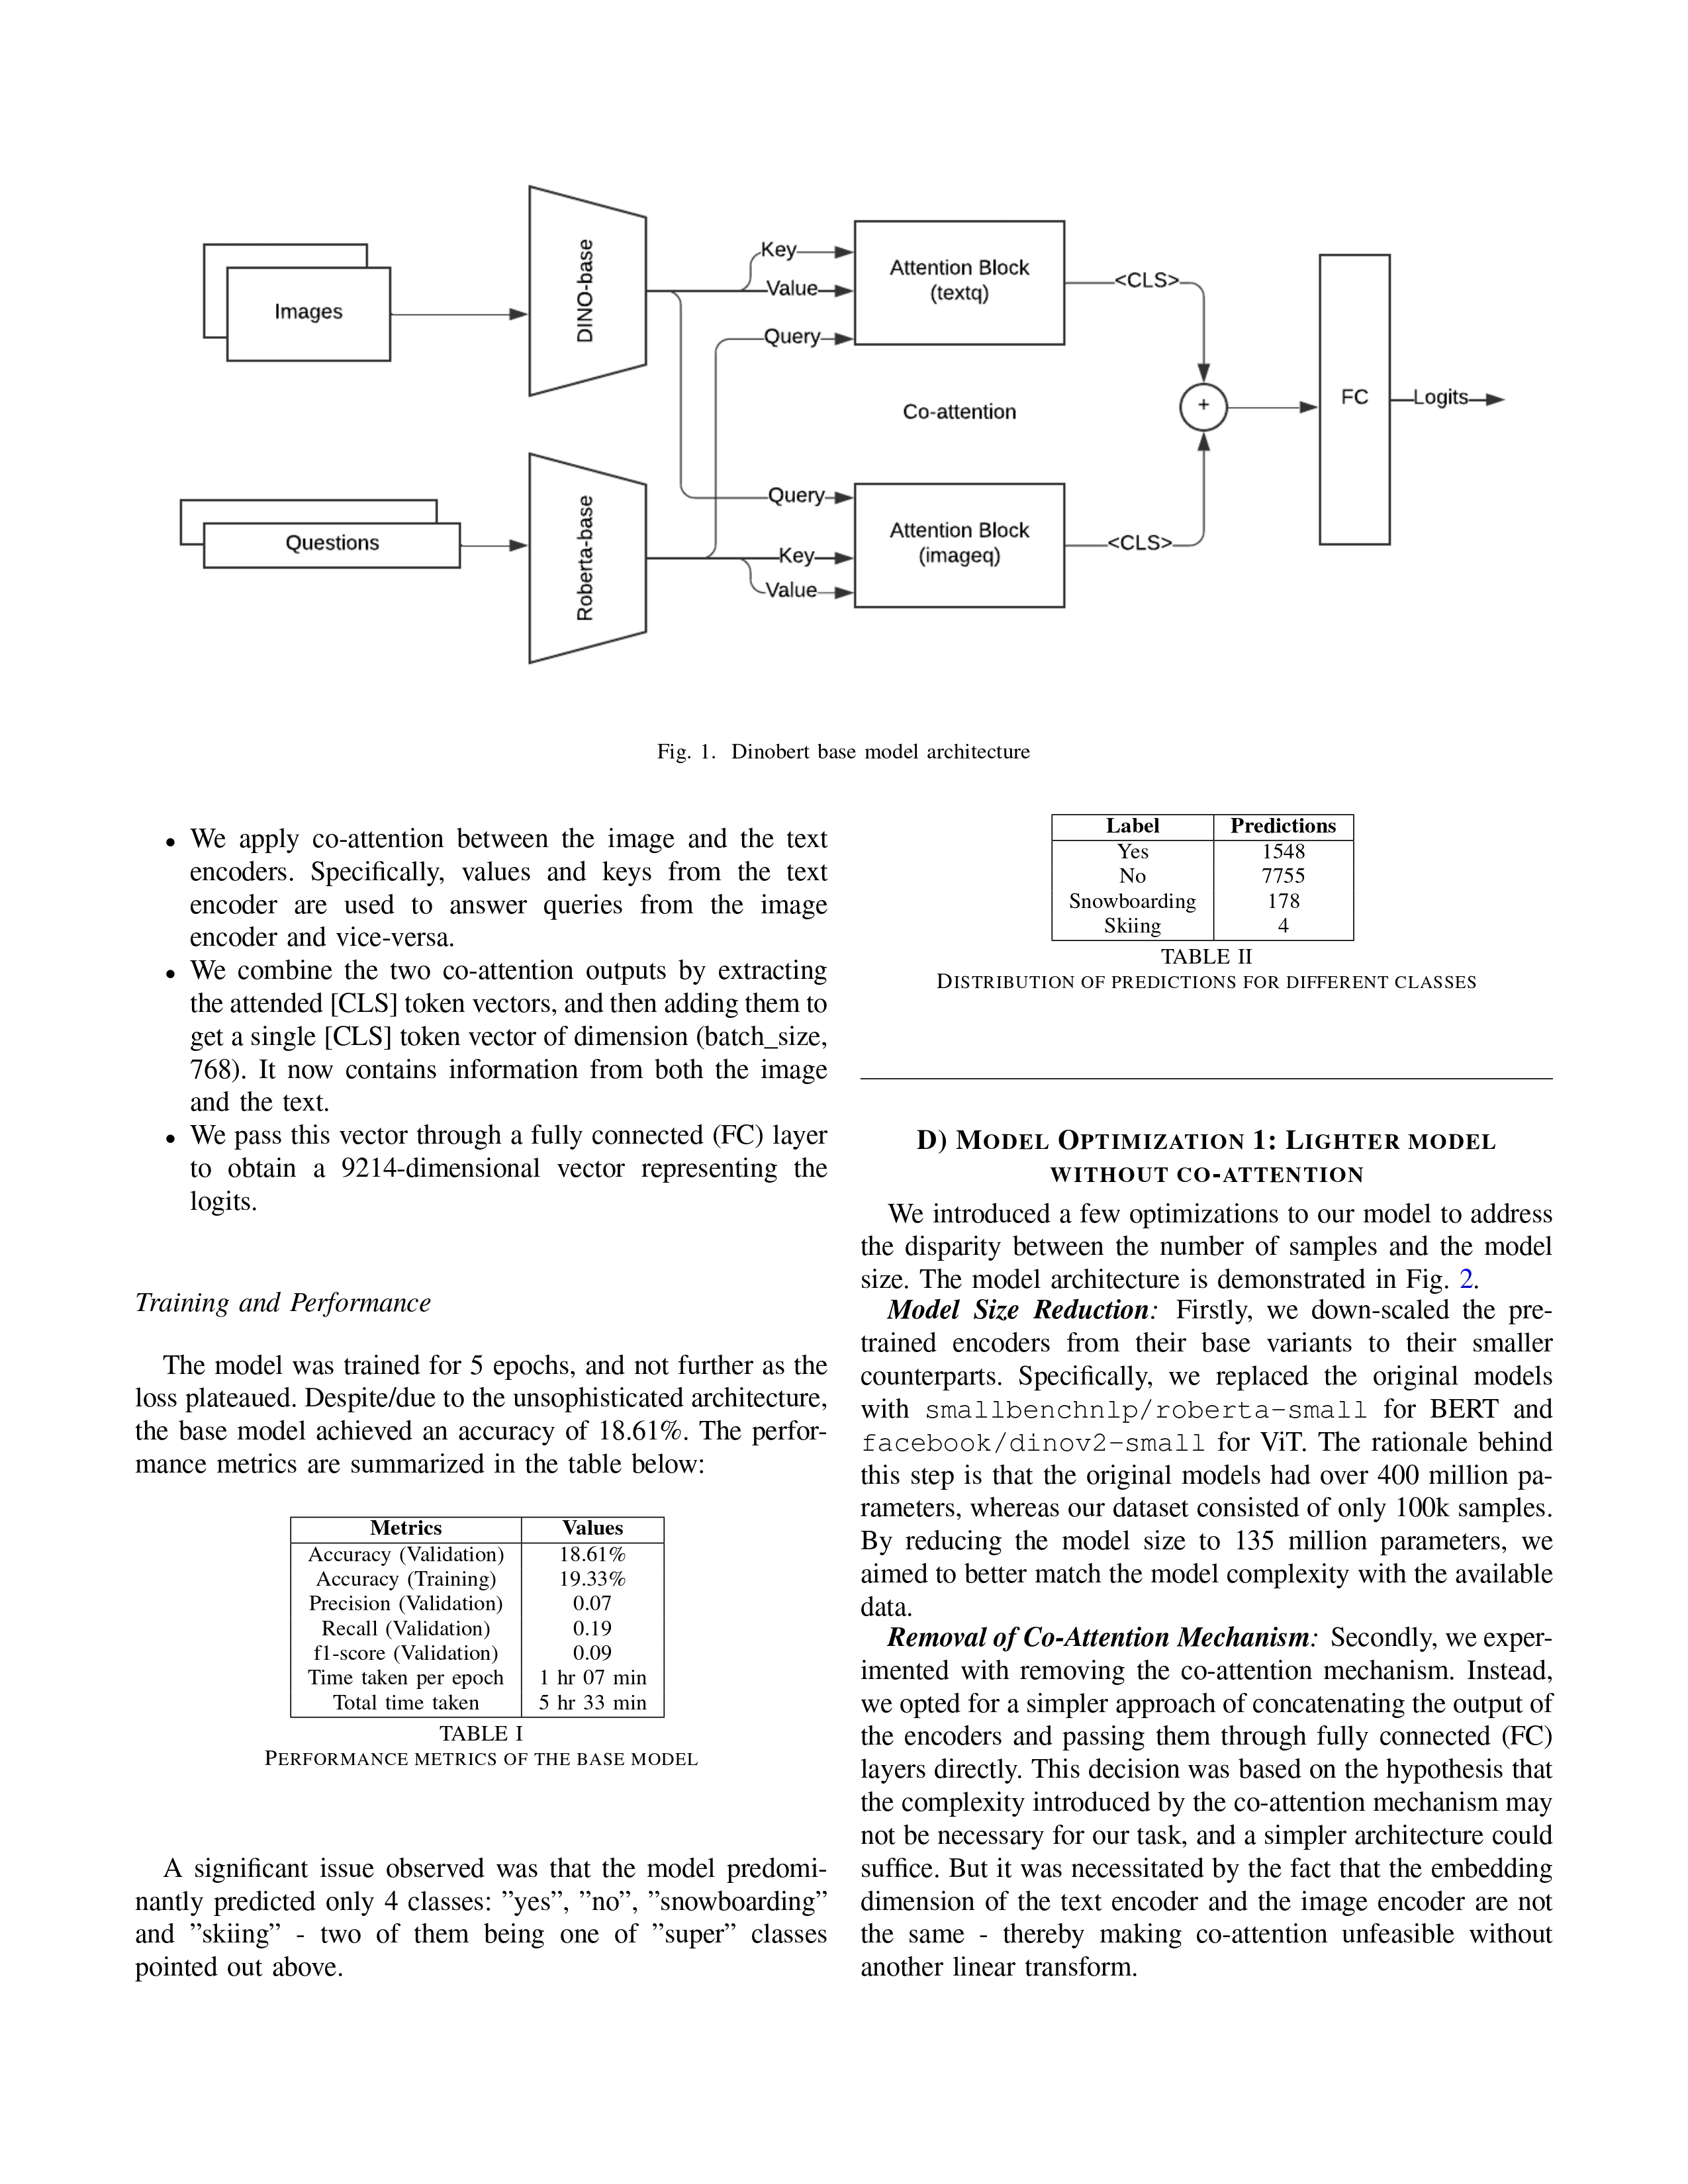 Images
DINO-base
Key
Value
Query
Attention Block
(textq)
<CLS>
Co-attention
+
FC
Logits
Questions
Roberta-base
Query
Key
Value
Attention Block
(imageq)
<CLS>
Fig. 1. Dinobert base model architecture
• We apply co-attention between the image and the text
encoders. Specifically, values and keys from the text
encoder are used to answer queries from the image
encoder and vice-versa.
• We combine the two co-attention outputs by extracting
the attended [CLS] token vectors, and then adding them to
get a single [CLS] token vector of dimension (batch_size,
768). It now contains information from both the image
and the text.
• We pass this vector through a fully connected (FC) layer
to obtain a 9214-dimensional vector representing the
logits.
Training and Performance
The model was trained for 5 epochs, and not further as the
loss plateaued. Despite/due to the unsophisticated architecture,
the base model achieved an accuracy of 18.61%. The perfor-
mance metrics are summarized in the table below:
Metrics Values
Accuracy (Validation) 18.61%
Accuracy (Training) 19.33%
Precision (Validation) 0.07
Recall (Validation) 0.19
f1-score (Validation) 0.09
Time taken per epoch 1 hr 07 min
Total time taken 5 hr 33 min
TABLE I
PERFORMANCE METRICS OF THE BASE MODEL
A significant issue observed was that the model predomi-
nantly predicted only 4 classes: ”yes”, ”no”, ”snowboarding”
and ”skiing” - two of them being one of ”super” classes
pointed out above.
Label Predictions
Yes 1548
No 7755
Snowboarding 178
Skiing 4
TABLE II
DISTRIBUTION OF PREDICTIONS FOR DIFFERENT CLASSES
D) MODEL OPTIMIZATION 1: LIGHTER MODEL
WITHOUT CO-ATTENTION
We introduced a few optimizations to our model to address
the disparity between the number of samples and the model
size. The model architecture is demonstrated in Fig. 2.
Model Size Reduction: Firstly, we down-scaled the pre-
trained encoders from their base variants to their smaller
counterparts. Specifically, we replaced the original models
with smallbenchnlp/roberta-small for BERT and
facebook/dinov2-small for ViT. The rationale behind
this step is that the original models had over 400 million pa-
rameters, whereas our dataset consisted of only 100k samples.
By reducing the model size to 135 million parameters, we
aimed to better match the model complexity with the available
data.
Removal of Co-Attention Mechanism: Secondly, we exper-
imented with removing the co-attention mechanism. Instead,
we opted for a simpler approach of concatenating the output of
the encoders and passing them through fully connected (FC)
layers directly. This decision was based on the hypothesis that
the complexity introduced by the co-attention mechanism may
not be necessary for our task, and a simpler architecture could
suffice. But it was necessitated by the fact that the embedding
dimension of the text encoder and the image encoder are not
the same - thereby making co-attention unfeasible without
another linear transform.